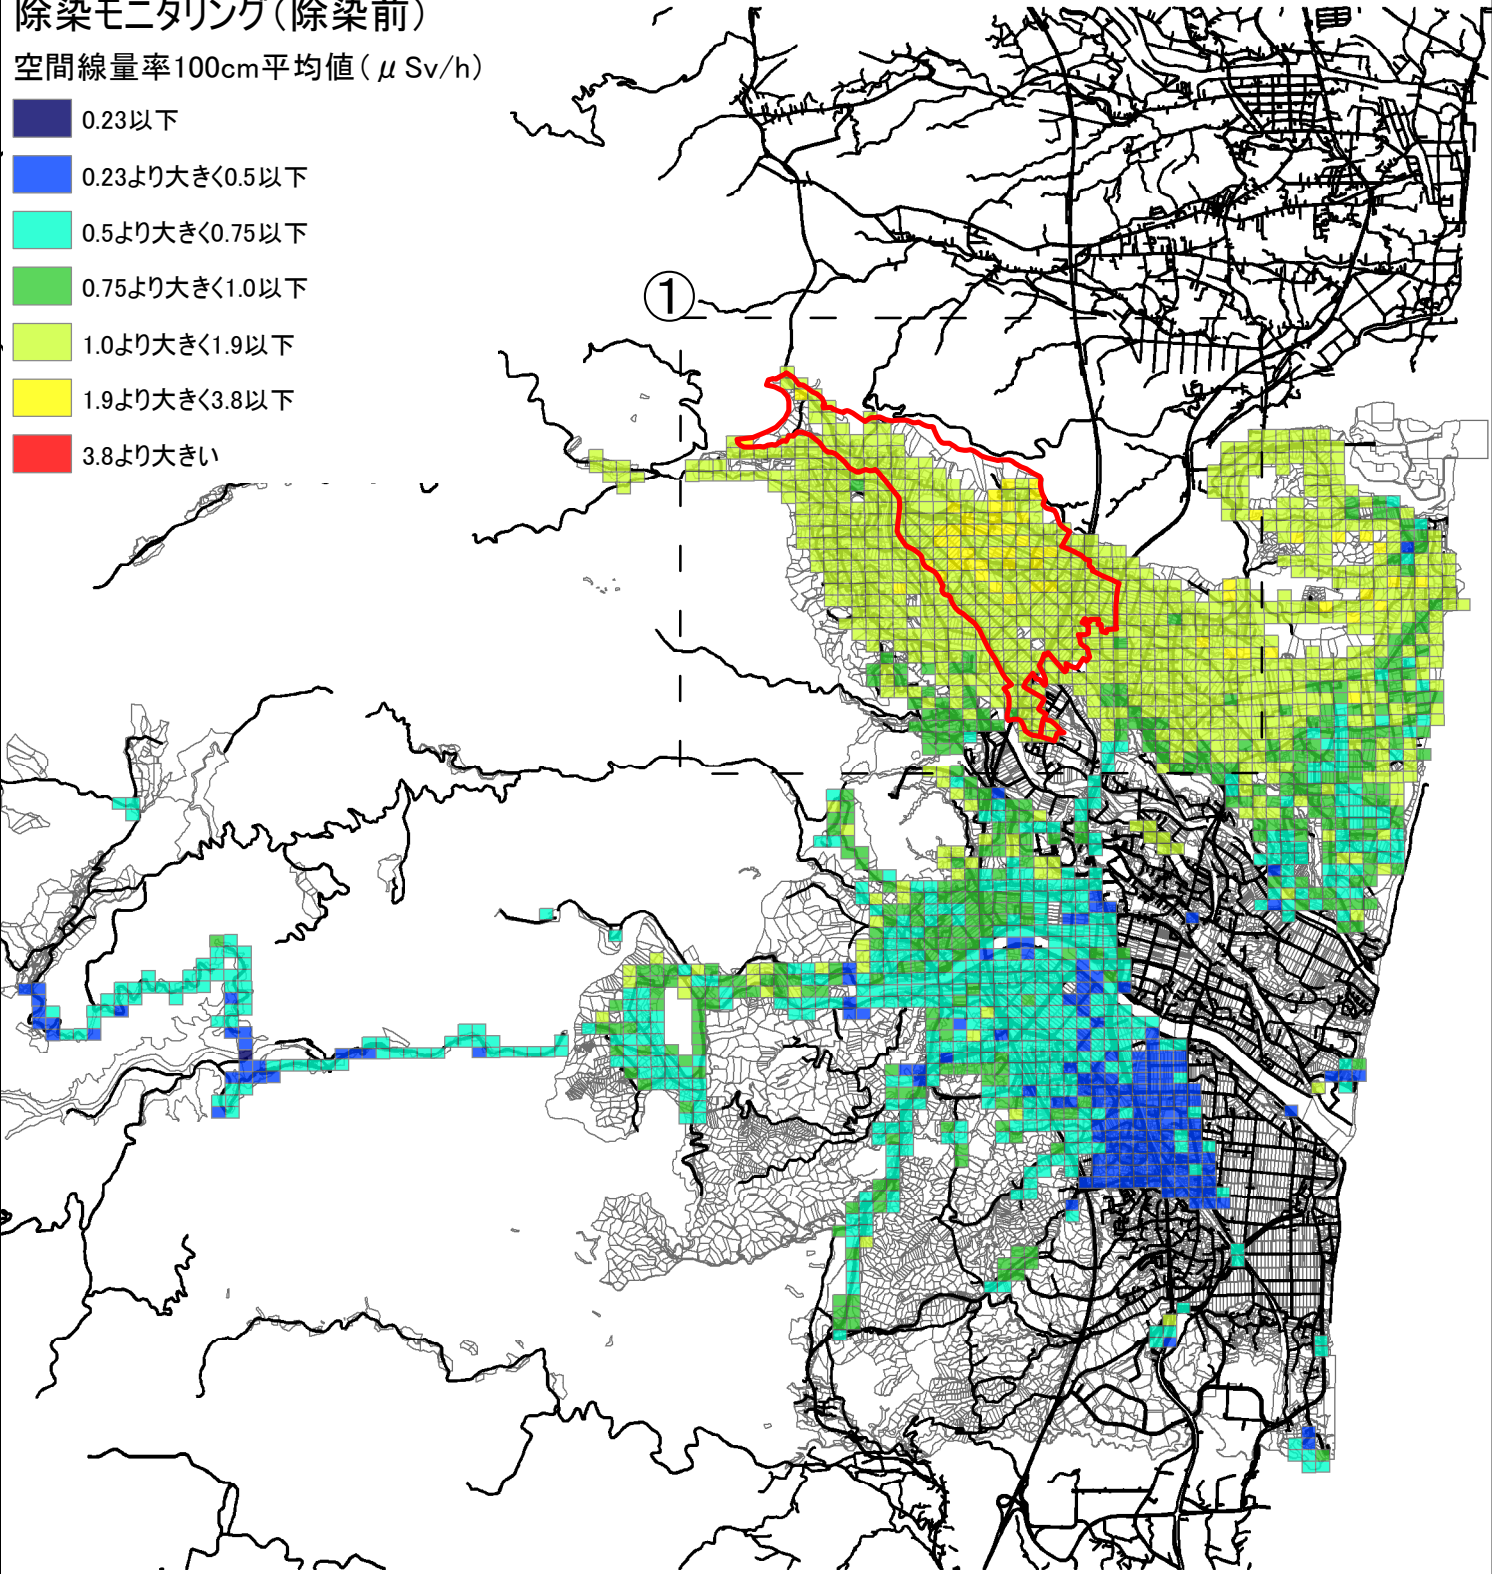 除染モニタリング（除染前）
空間線量率100cm平均値（μSv/h）
0.23以下
0.23より大きく0.5以下
0.5より大きく0.75以下
0.75より大きく1.0以下
1.0より大きく1.9以下
1.9より大きく3.8以下
3.8より大きい
①